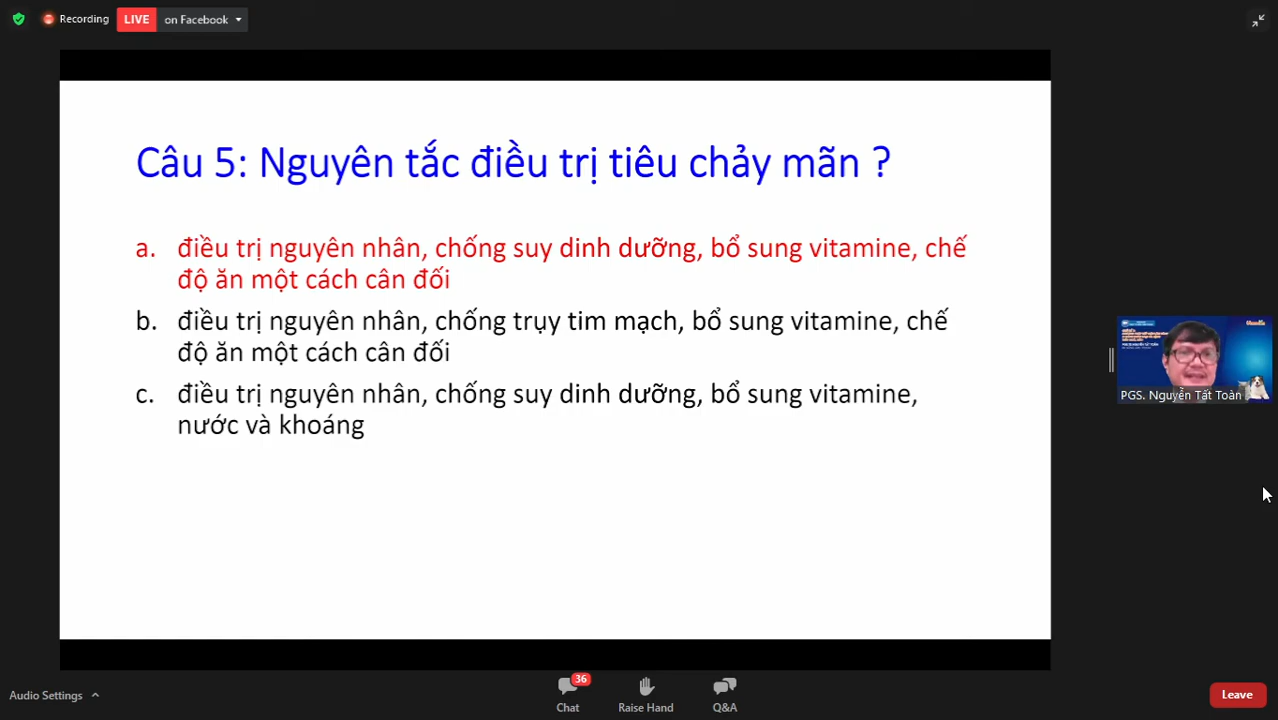 Recording
LIVE on Facebook
Câu 5: Nguyên tắc điều trị tiêu chảy mãn ?
a. điều trị nguyên nhân, chống suy dinh dưỡng, bổ sung vitamine, chế
độ ăn một cách cân đối
b. điều trị nguyên nhân, chống trụy tim mạch, bổ sung vitamine, chế
độ ăn một cách cân đối
c. điều trị nguyên nhân, chống suy dinh dưỡng, bổ sung vitamine,
nước và khoáng
PGS. Nguyễn Tất Toàn
Audio Settings
36
Chat
Raise Hand
Q&A
Leave